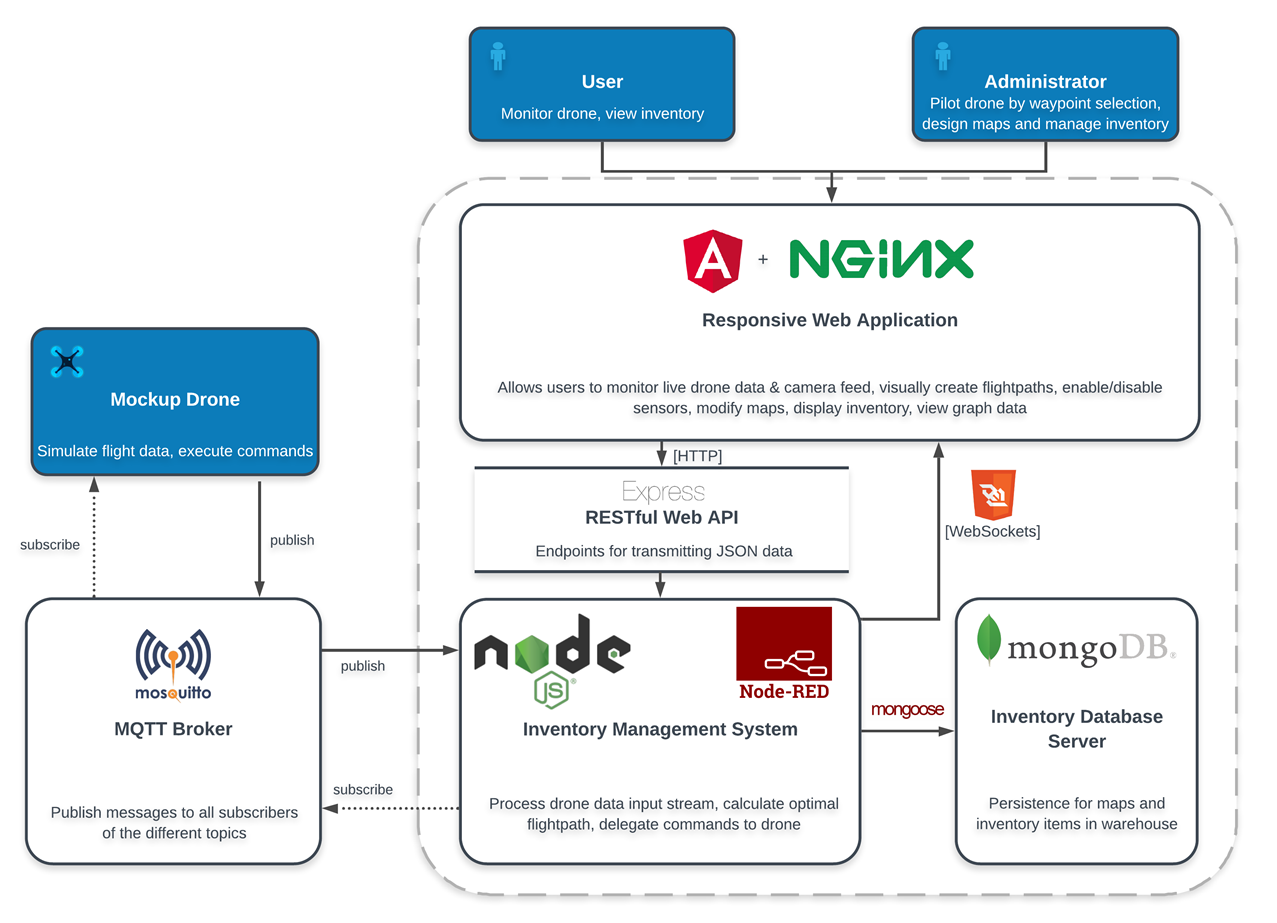 User
Monitor drone, view inventory
Administrator
Pilot drone by waypoint selection,
design maps and manage inventory
A + NGINX
Responsive Web Application
Allows users to monitor live drone data & camera feed, visually create flightpaths, enable/disable
sensors, modify maps, display inventory, view graph data
Mockup Drone
Simulate flight data, execute commands
[HTTP]
Express
RESTful Web API
Endpoints for transmitting JSON data
[WebSockets]
subscribe
publish
mosquitto
MQTT Broker
Publish messages to all subscribers
of the different topics
publish
subscribe
node
JS®
Node-RED
Inventory Management System
Process drone data input stream, calculate optimal
flightpath, delegate commands to drone
mongoose
mongoDB®
Inventory Database
Server
Persistence for maps and
inventory items in warehouse